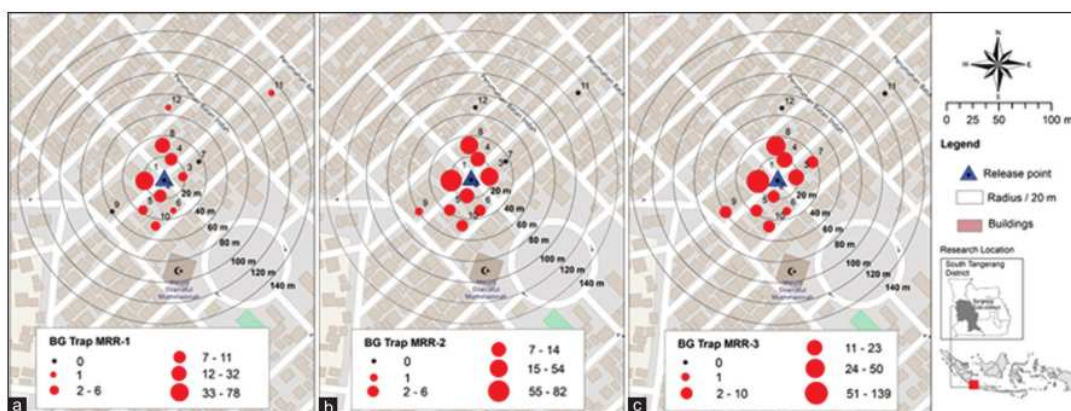 11
12
8
4
7
1
3
20 m
9
5
6
40 m
10
60 m
80 m
100 m
120 m
140 m
BG Trap MRR-1
0
1
2 - 6
7 - 11
12 - 32
33 - 78
a
11
12
8
4
7
1
20 m
9
5
6
40 m
10
60 m
80 m
100 m
120 m
140 m
BG Trap MRR-2
0
1
2 - 6
7 - 14
15 - 54
55 - 82
b
11
12
8
4
7
1
20 m
9
5
6
40 m
10
60 m
80 m
100 m
120 m
140 m
BG Trap MRR-3
0
1
2 - 10
11 - 23
24 - 50
51 - 139
c
N
E
0 25 50 100 m
Legend
Release point
Radius / 20 m
Buildings
Research Location
South Tangerang
District